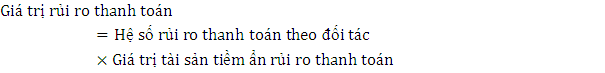 Giá trị rủi ro thanh toán
= Hệ số rủi ro thanh toán theo đối tác
× Giá trị tài sản tiềm ẩn rủi ro thanh toán